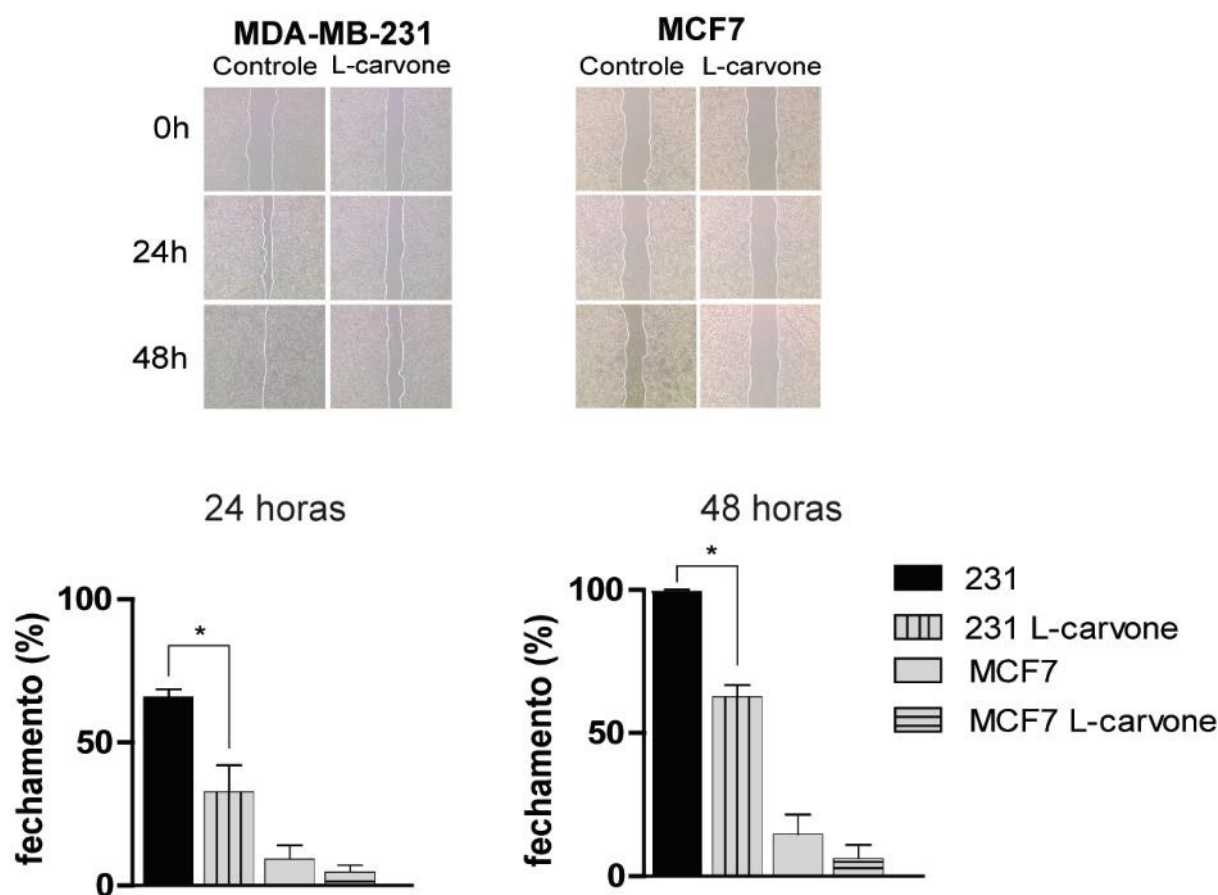 MDA-MB-231
Controle L-carvone
MCF7
Controle L-carvone
0h
24h
48h
24 horas
fechamento (%)
100
50
0
*
48 horas
fechamento (%)
100
50
0
*
231
231 L-carvone
MCF7
MCF7 L-carvone